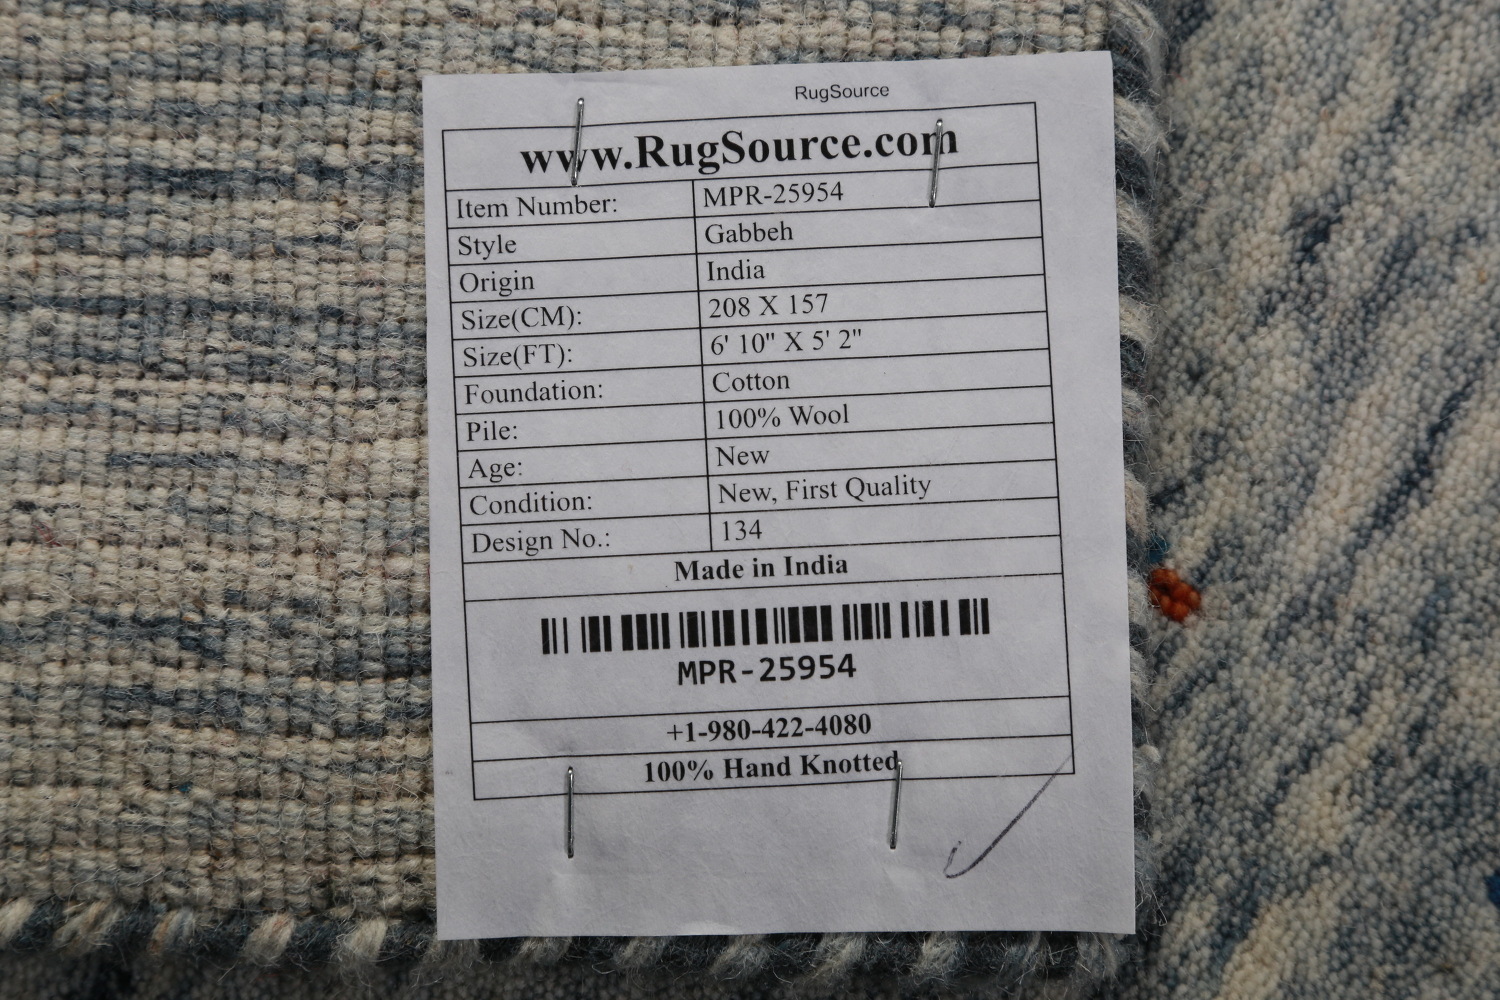 RugSource
www.RugSource.com
Item Number: MPR-25954
Style Gabbeh
Origin India
Size(CM): 208 X 157
Size(FT): 6' 10" X 5' 2"
Foundation: Cotton
Pile: 100% Wool
Age: New
Condition: New, First Quality
Design No.: 134
Made in India
MPR-25954
+1-980-422-4080
100% Hand Knotted